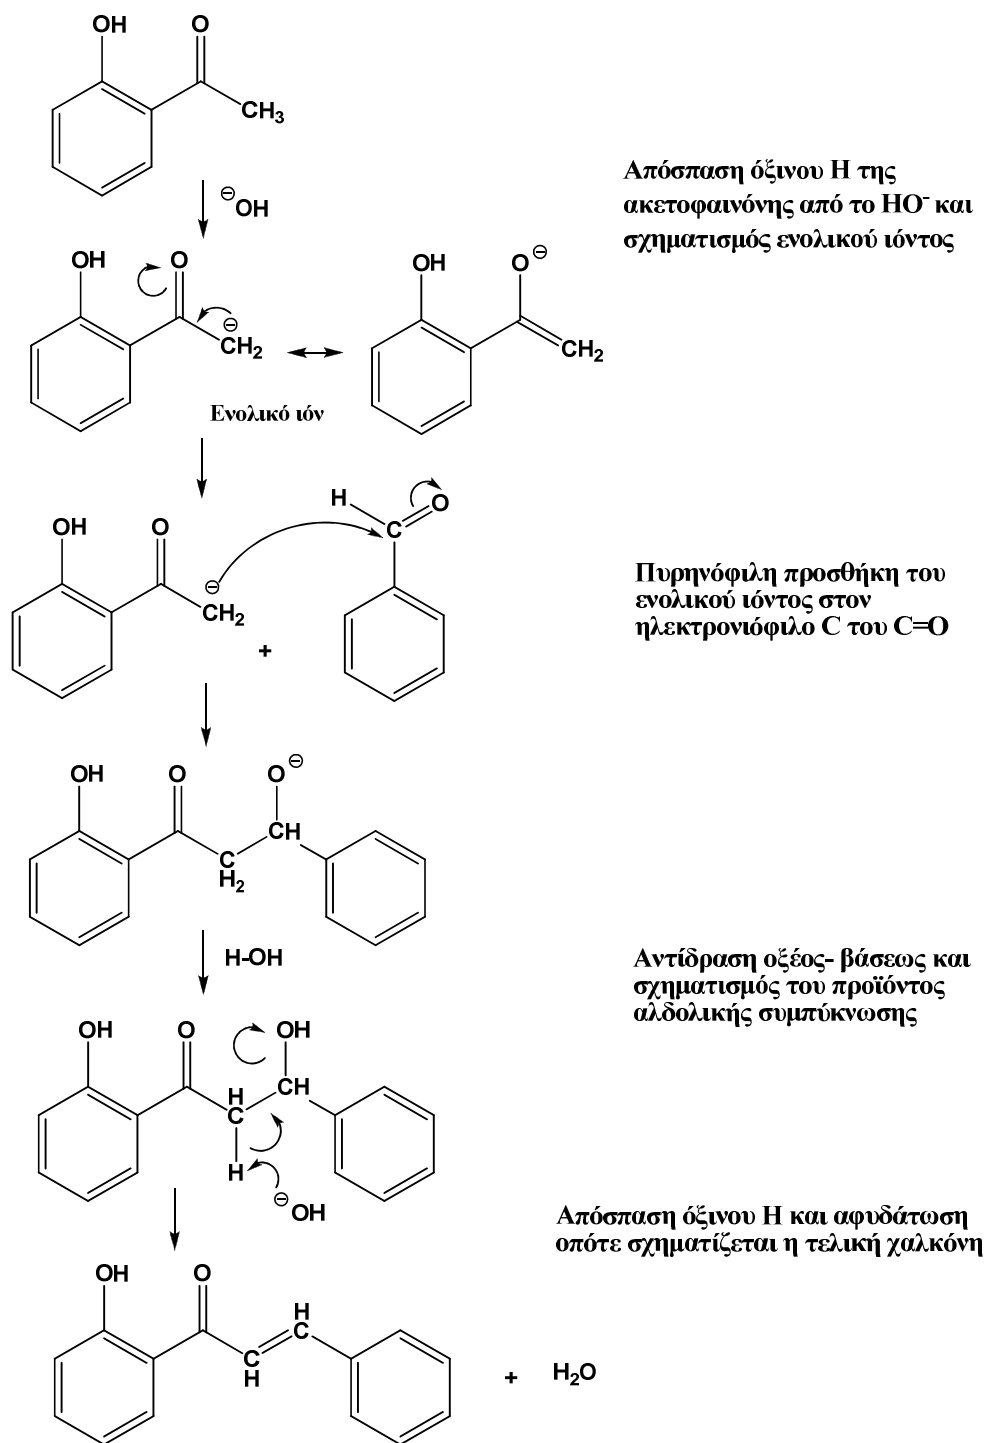 OH O
CH3
⊖OH
Απόσπαση όξινου Η της
ακετοφαινόνης από το HO- και
σχηματισμός ενολικού ιόντος
OH O
⊖
CH2
OH O⊖
CH2
Ενολικό ιόν
OH O
⊖
CH2
+
H
C O
Πυρηνόφιλη προσθήκη του
ενολικού ιόντος στον
ηλεκτρονιόφιλο C του C=O
OH O O⊖
CH
C
H2
H-OH
Αντίδραση οξέος- βάσεως και
σχηματισμός του προϊόντος
αλδολικής συμπύκνωσης
OH O OH
H
C CH
H
⊖OH
Απόσπαση όξινου Η και αφυδάτωση
οπότε σχηματίζεται η τελική χαλκόνη
OH O
H
C
C
H
+ H2O